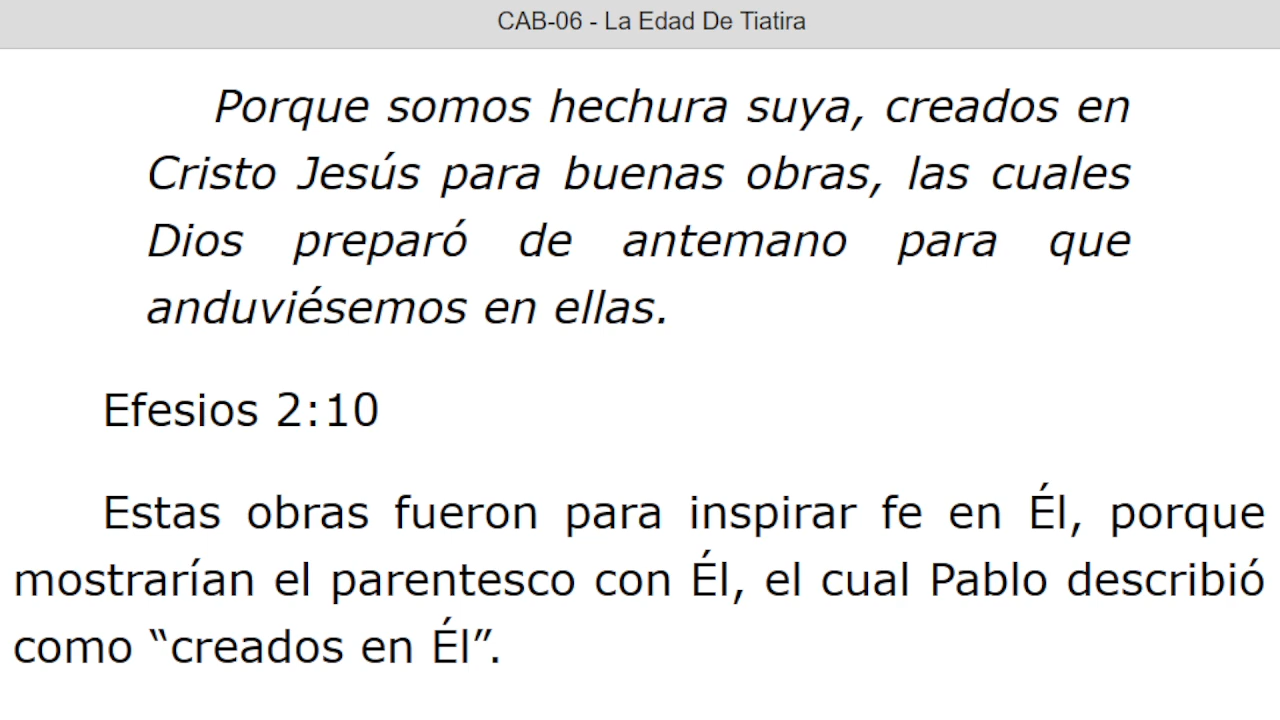 CAB-06 - La Edad De Tiatira
Porque somos hechura suya, creados en
Cristo Jesús para buenas obras, las cuales
Dios preparó de antemano para que
anduviésemos en ellas.
Efesios 2:10
Estas obras fueron para inspirar fe en Él, porque
mostrarían el parentesco con Él, el cual Pablo describió
como “creados en Él”.